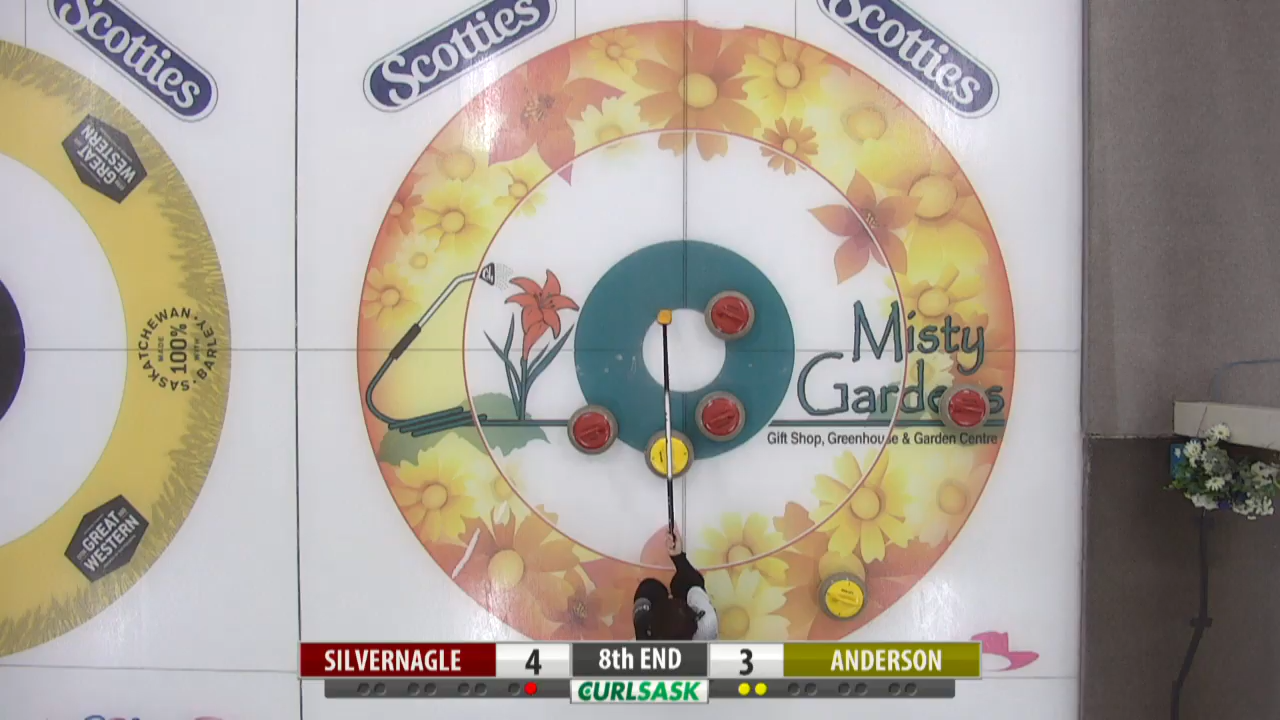 Scotties
Scotties
Scotties
GREAT
WESTERN
SASKATCHEWAN
MADE
100%
WITH
BARLEY
GREAT
WESTERN
Misty
Gardens
Gift Shop, Greenhouse & Garden Centre
SILVERNAGLE 4 8th END 3 ANDERSON
CURLSASK